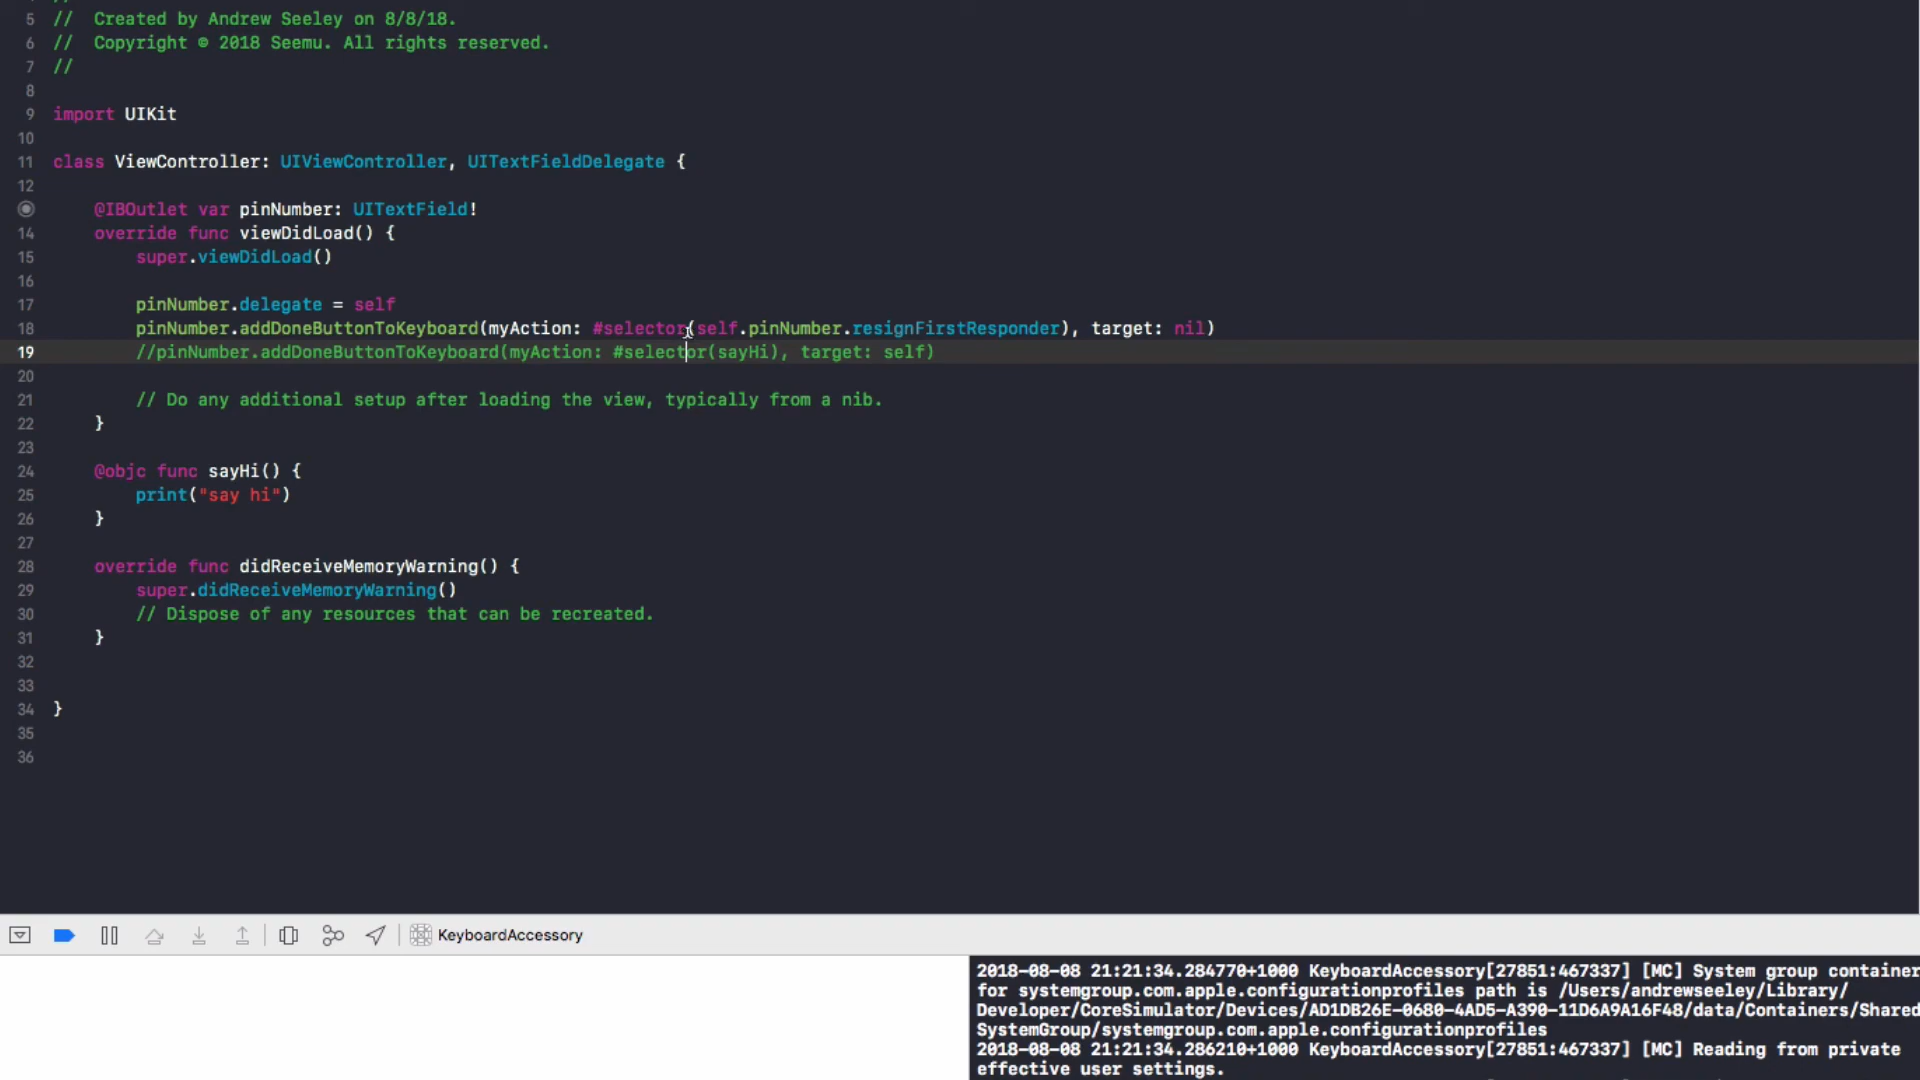 5 //  Created by Andrew Seeley on 8/8/18.
6 //  Copyright © 2018 Seemu. All rights reserved.
7 //
8
9 import UIKit
10
11 class ViewController: UIViewController, UITextFieldDelegate {
12
    @IBOutlet var pinNumber: UITextField!
14     override func viewDidLoad() {
15         super.viewDidLoad()
16
17         pinNumber.delegate = self
18         pinNumber.addDoneButtonToKeyboard(myAction: #selector(self.pinNumber.resignFirstResponder), target: nil)
19         //pinNumber.addDoneButtonToKeyboard(myAction: #selector(sayHi), target: self)
20
21         // Do any additional setup after loading the view, typically from a nib.
22     }
23
24     @objc func sayHi() {
25         print("say hi")
26     }
27
28     override func didReceiveMemoryWarning() {
29         super.didReceiveMemoryWarning()
30         // Dispose of any resources that can be recreated.
31     }
32
33
34 }
35
36
KeyboardAccessory
2018-08-08 21:21:34.284770+1000 KeyboardAccessory[27851:467337] [MC] System group container
for systemgroup.com.apple.configurationprofiles path is /Users/andrewseeley/Library/
Developer/CoreSimulator/Devices/AD1DB26E-0680-4AD5-A390-11D6A9A16F48/data/Containers/Shared
SystemGroup/systemgroup.com.apple.configurationprofiles
2018-08-08 21:21:34.286210+1000 KeyboardAccessory[27851:467337] [MC] Reading from private
effective user settings.